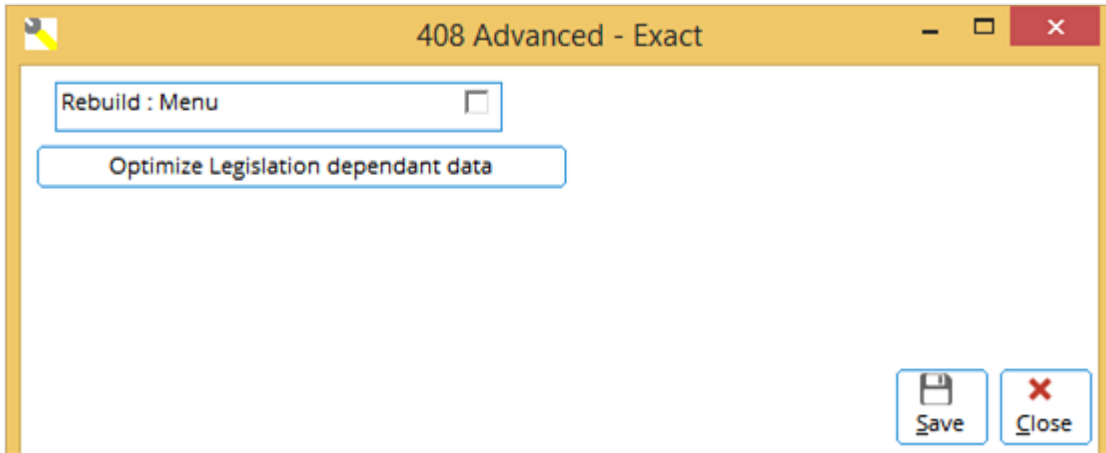 408 Advanced - Exact
Rebuild : Menu
Optimize Legislation dependant data
Save
Close